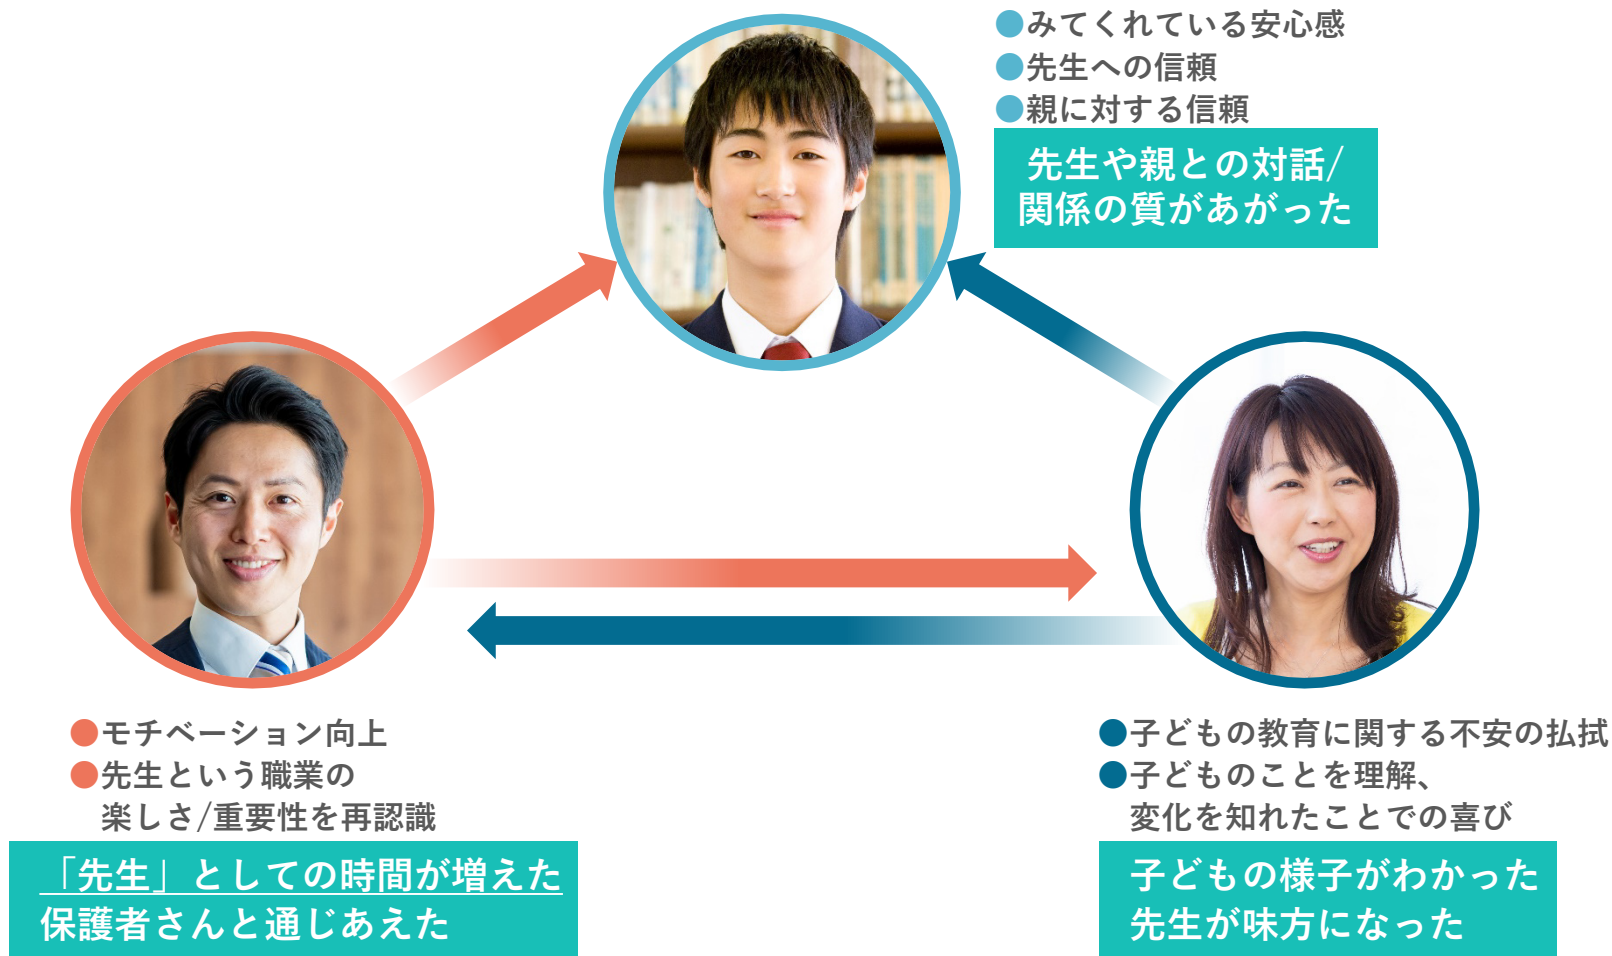 ●みてくれている安心感
●先生への信頼
●親に対する信頼
先生や親との対話/
関係の質があがった
●モチベーション向上
●先生という職業の
楽しさ/重要性を再認識
「先生」としての時間が増えた
保護者さんと通じあえた
●子どもの教育に関する不安の払拭
●子どものことを理解、
変化を知れたことでの喜び
子どもの様子がわかった
先生が味方になった